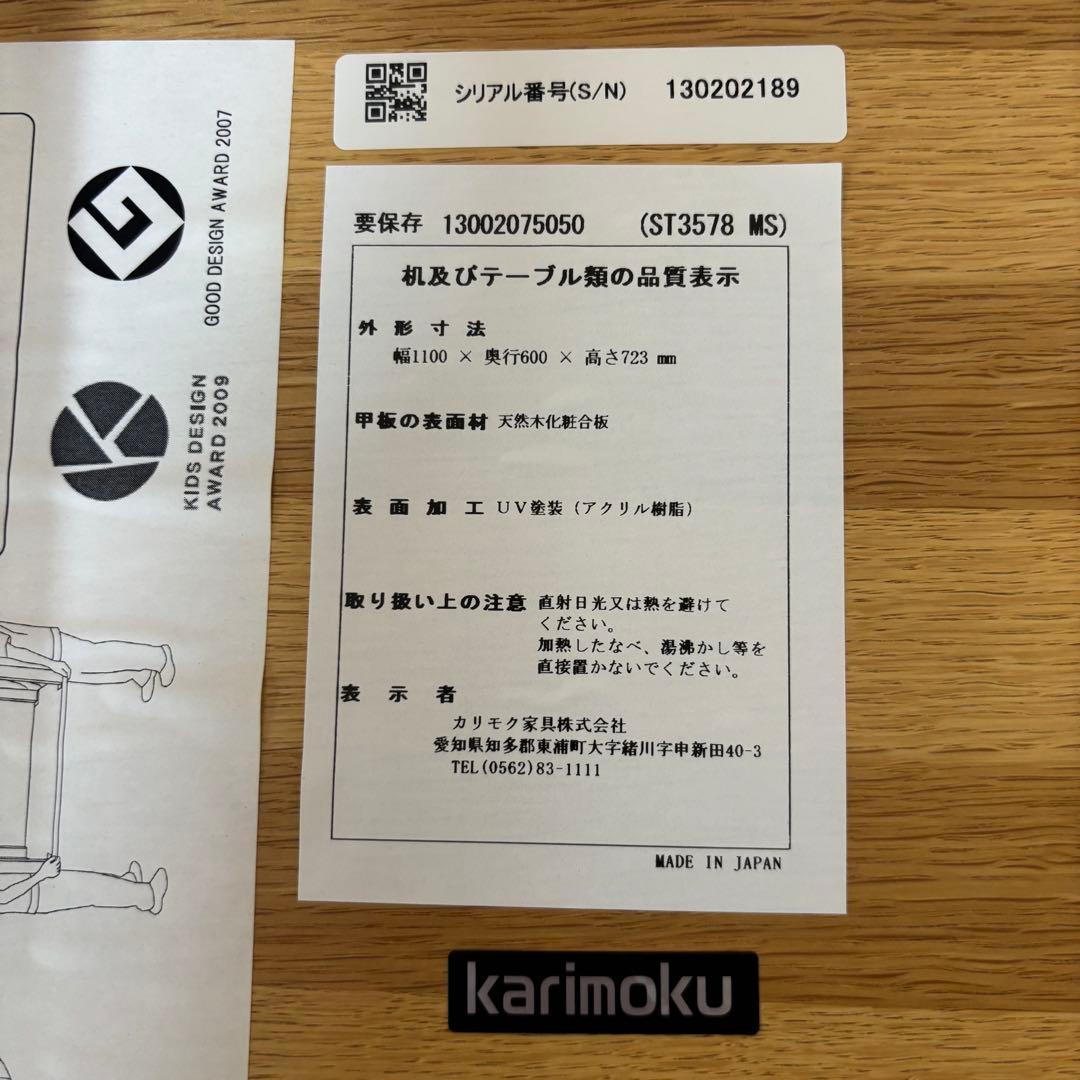 GOOD DESIGN AWARD 2007
KIDS DESIGN
AWARD 2009
シリアル番号(S/N) 130202189
要保存 13002075050 (ST3578 MS)
机及びテーブル類の品質表示
外形寸法
幅1100 × 奥行600 × 高さ723 mm
甲板の表面材 天然木化粧合板
表面加工 UV塗装（アクリル樹脂）
取り扱い上の注意 直射日光又は熱を避けて
ください。
加熱したなべ、湯沸かし等を
直接置かないでください。
表示者
カリモク家具株式会社
愛知県知多郡東浦町大字緒川字申新田40-3
TEL(0562)83-1111
MADE IN JAPAN
karimoku